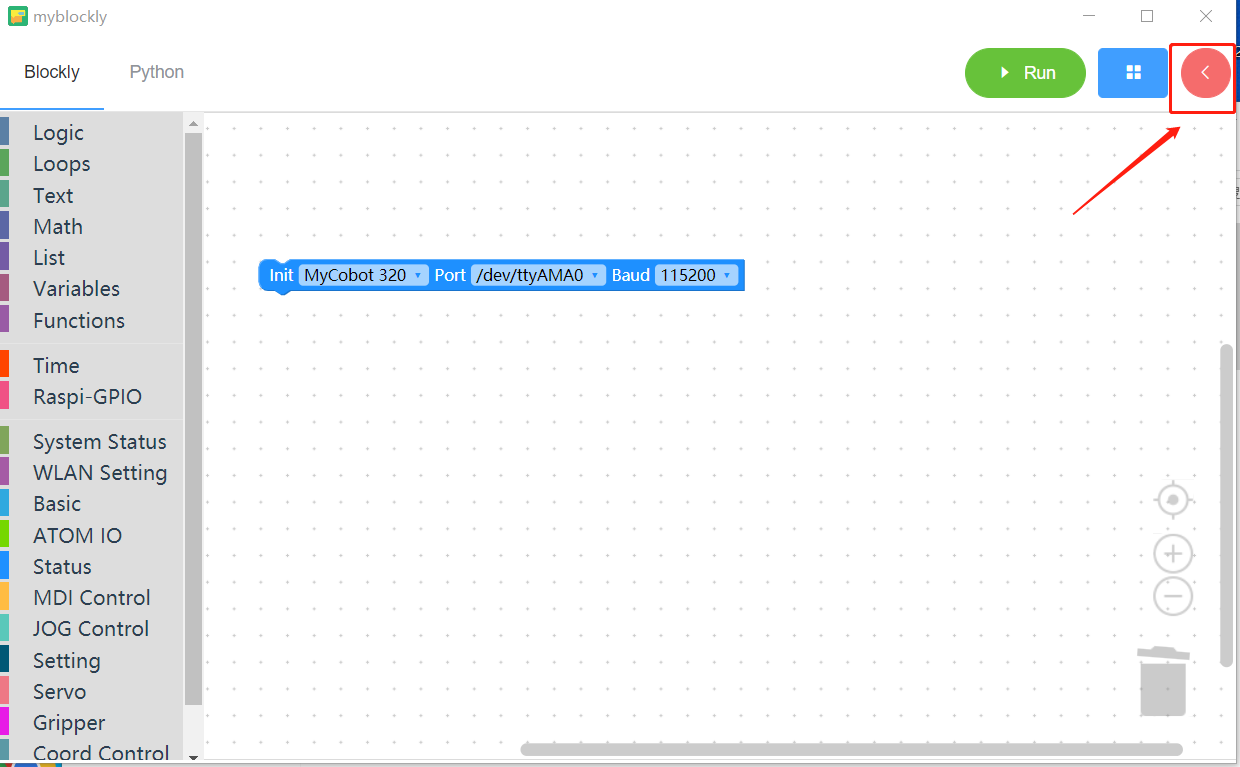 myblockly
Blockly Python
Run
Logic
Loops
Text
Math
List
Variables
Functions
Time
Raspi-GPIO
System Status
WLAN Setting
Basic
ATOM IO
Status
MDI Control
JOG Control
Setting
Servo
Gripper
Coord Control
Init MyCobot 320 Port /dev/ttyAMA0 Baud 115200